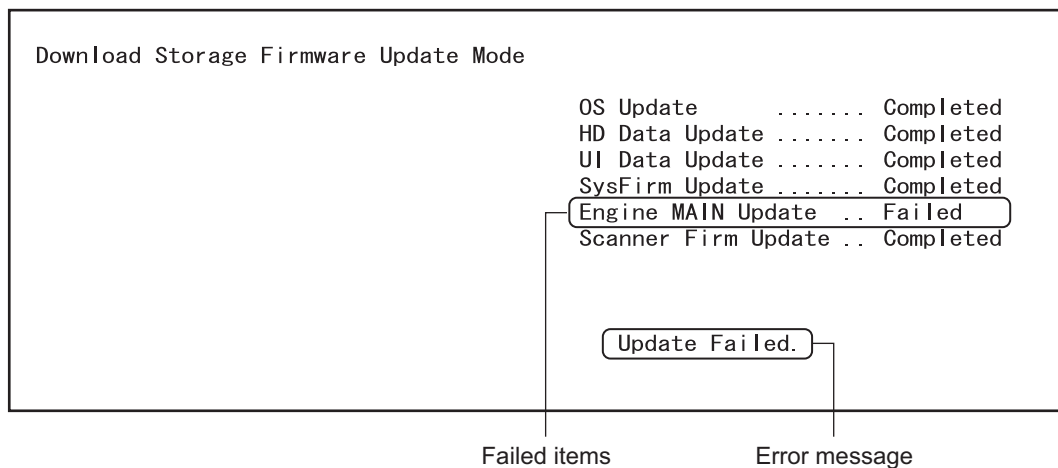 Download Storage Firmware Update Mode
OS Update ....... Completed
HD Data Update ....... Completed
UI Data Update ....... Completed
SysFirm Update ....... Completed
Engine MAIN Update .. Failed
Scanner Firm Update .. Completed
Update Failed.
Failed items
Error message